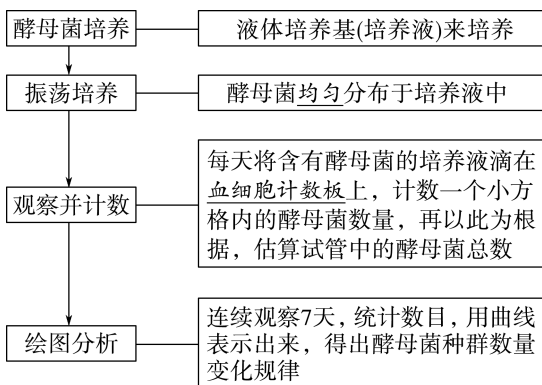 酵母菌培养
液体培养基(培养液)来培养
振荡培养
酵母菌均匀分布于培养液中
观察并计数
每天将含有酵母菌的培养液滴在
血细胞计数板上，计数一个小方
格内的酵母菌数量，再以此为根
据，估算试管中的酵母菌总数
绘图分析
连续观察7天，统计数目，用曲线
表示出来，得出酵母菌种群数量
变化规律